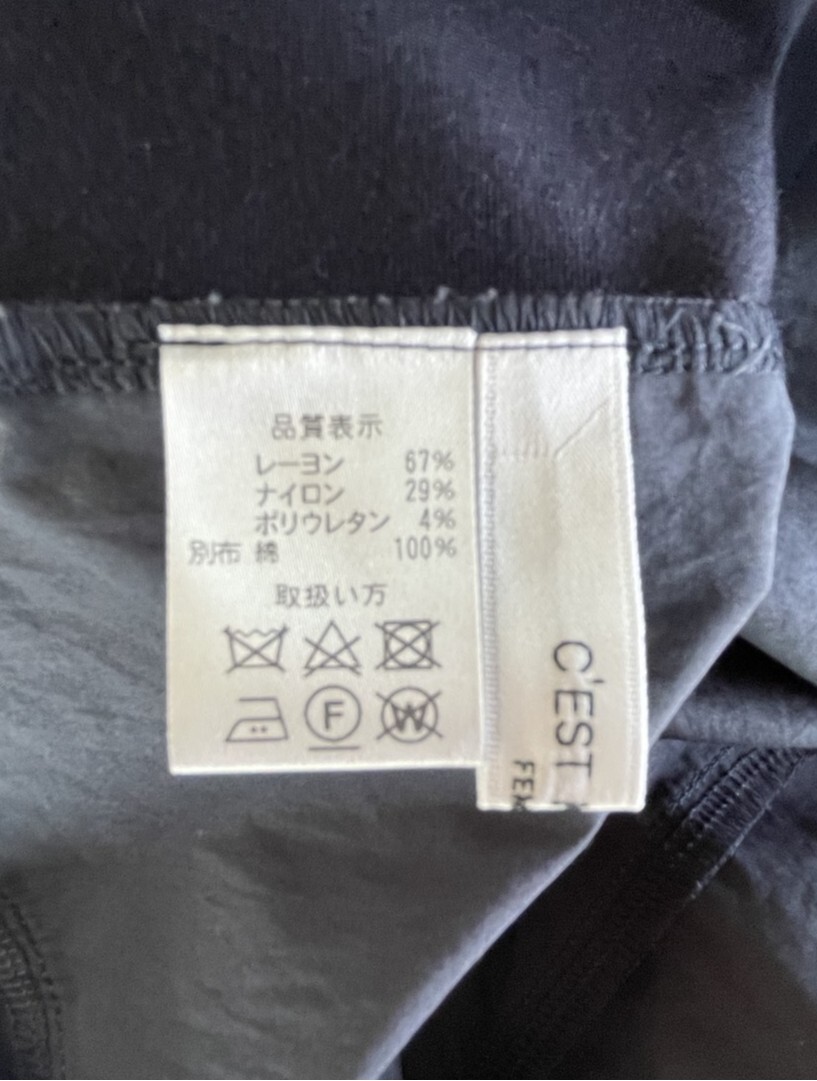 品質表示
レーヨン 67%
ナイロン 29%
ポリウレタン 4%
別布 綿 100%
取扱い方
F W
C'EST